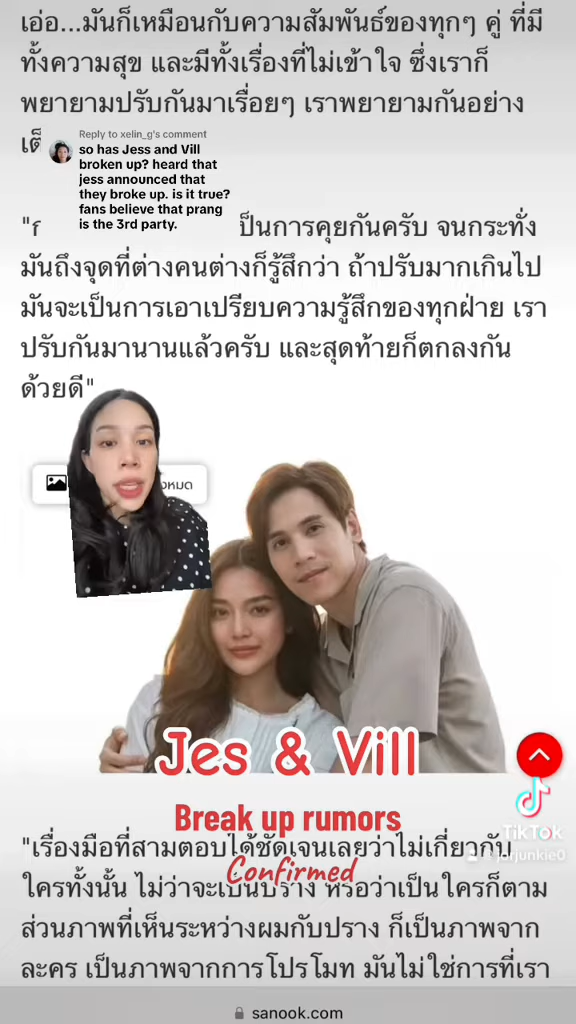 เอ่อ...มันก็เหมือนกับความสัมพันธ์ของทุกๆ คู่ ที่มี
ทั้งความสุข และมีทั้งเรื่องที่ไม่เข้าใจ ซึ่งเราก็
พยายามปรับกันมาเรื่อยๆ เราพยายามกันอย่าง
Reply to xelin_g's comment
so has Jess and Vill
broken up? heard that
jess announced that
they broke up. is it true?
fans believe that prang
is the 3rd party.
ป็นการคุยกันครับ จนกระทั่ง
มันถึงจุดที่ต่างคนต่างก็รู้สึกว่า ถ้าปรับมากเกินไป
มันจะเป็นการเอาเปรียบความรู้สึกของทุกฝ่าย เรา
ปรับกันมานานแล้วครับ และสุดท้ายก็ตกลงกัน
ด้วยดี"
Jes & Vill
Break up rumors
Confirmed
TikTok
"เรื่องมือที่สามตอบได้ชัดเจนเลยว่าไม่เกี่ยวกับ
ใครทั้งนั้น ไม่ว่าจะเป็นปราง หรือว่าเป็นใครก็ตาม
ส่วนภาพที่เห็นระหว่างผมกับปราง ก็เป็นภาพจาก
ละคร เป็นภาพจากการโปรโมท มันไม่ใช่การที่เรา
sanook.com